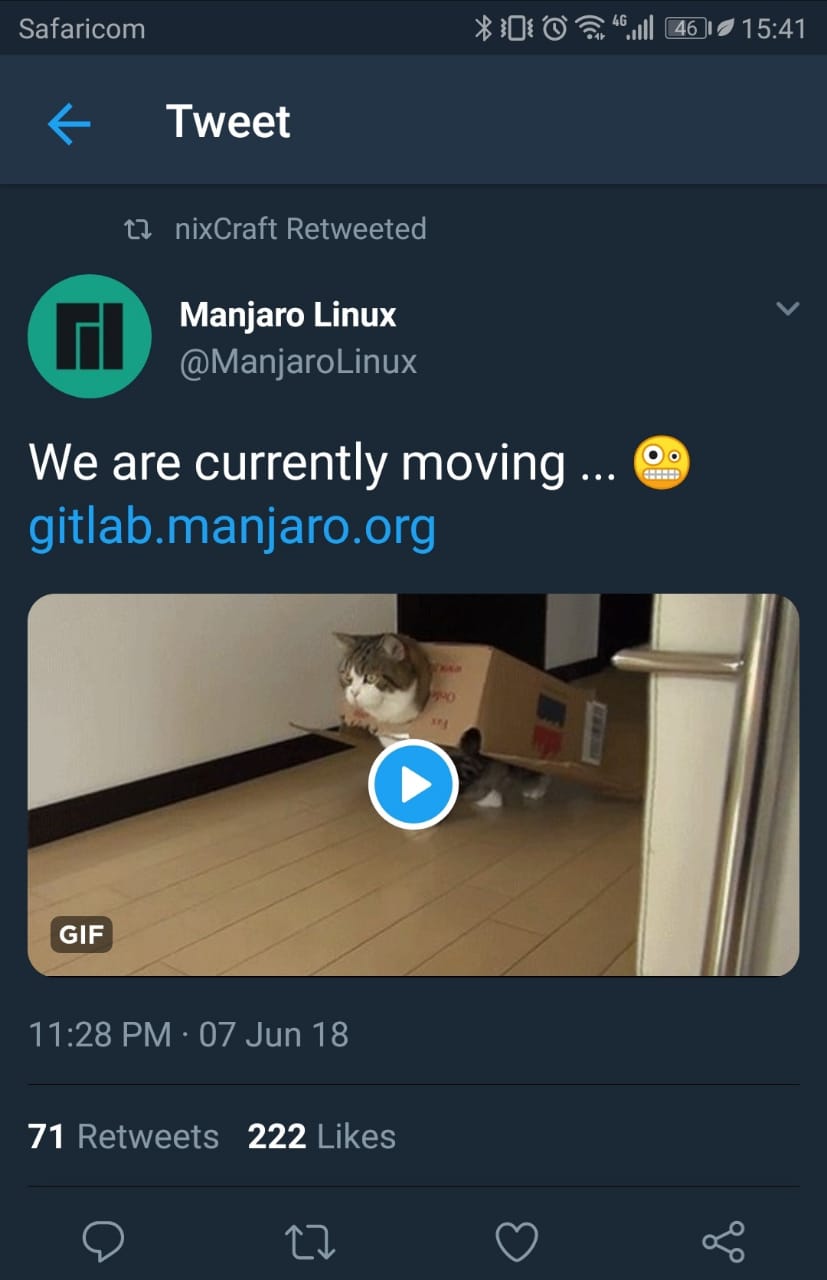 Safaricom 4G 46 15:41
Tweet
nixCraft Retweeted
Manjaro Linux
@ManjaroLinux
We are currently moving ... 😬
gitlab.manjaro.org
GIF
11:28 PM · 07 Jun 18
71 Retweets 222 Likes